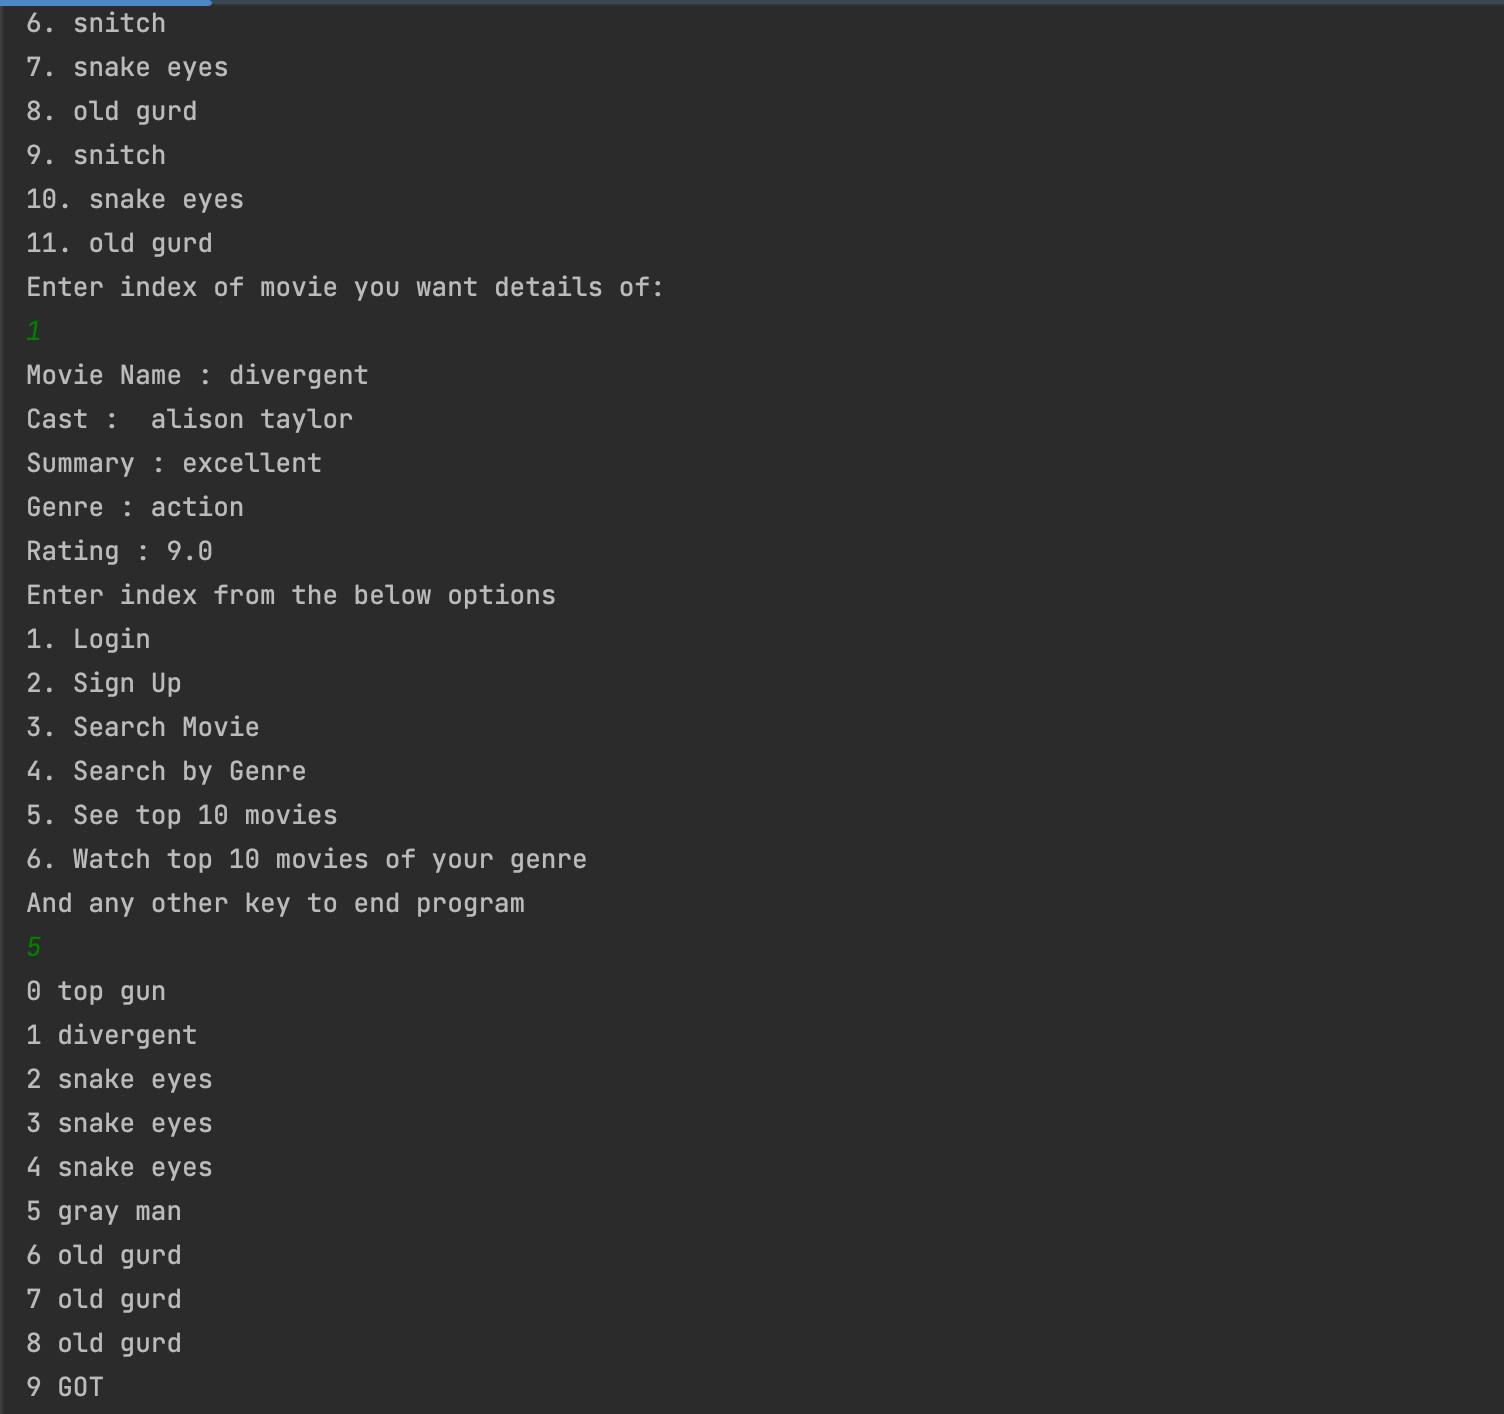 6. snitch
7. snake eyes
8. old gurd
9. snitch
10. snake eyes
11. old gurd
Enter index of movie you want details of:
1
Movie Name : divergent
Cast :  alison taylor
Summary : excellent
Genre : action
Rating : 9.0
Enter index from the below options
1. Login
2. Sign Up
3. Search Movie
4. Search by Genre
5. See top 10 movies
6. Watch top 10 movies of your genre
And any other key to end program
5
0 top gun
1 divergent
2 snake eyes
3 snake eyes
4 snake eyes
5 gray man
6 old gurd
7 old gurd
8 old gurd
9 GOT